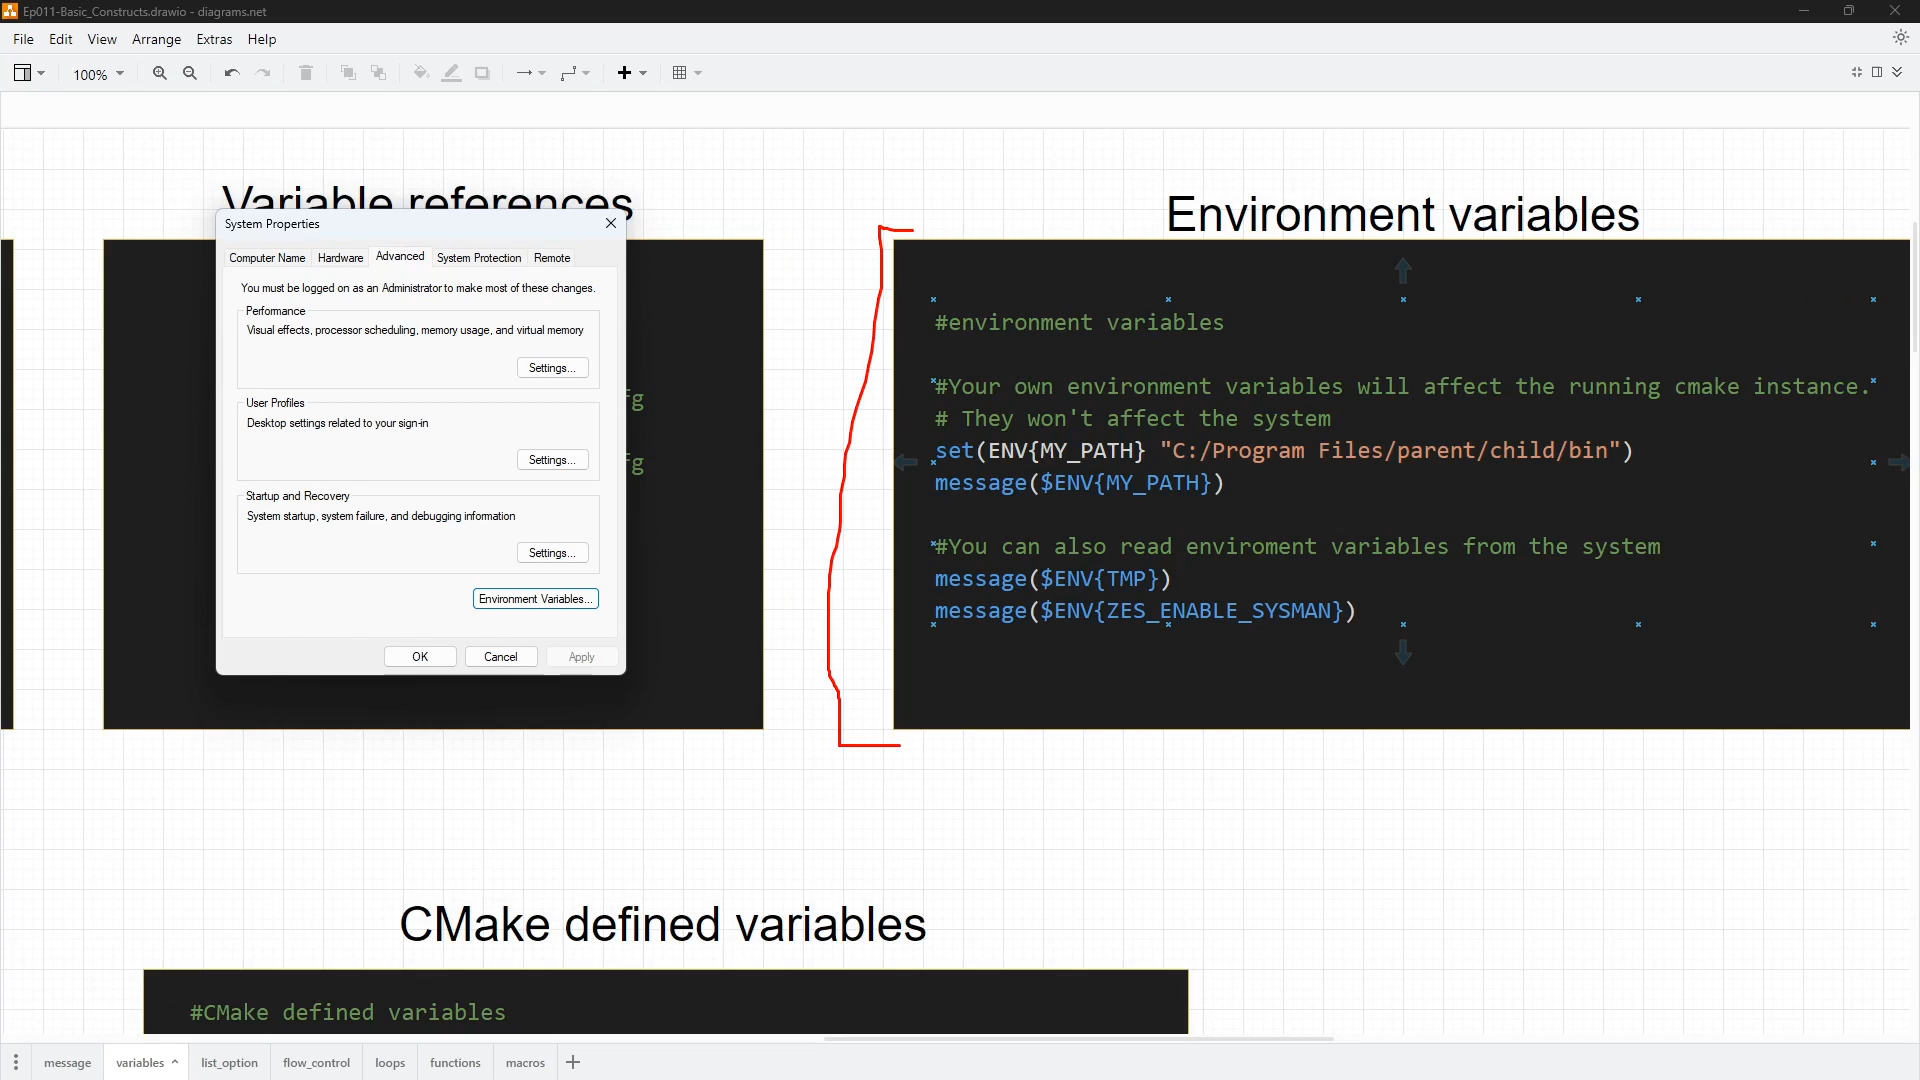 Ep011-Basic_Constructs.drawio - diagrams.net
File Edit View Arrange Extras Help
100%
Variable references
Environment variables
System Properties
Computer Name Hardware Advanced System Protection Remote
You must be logged on as an Administrator to make most of these changes.
Performance
Visual effects, processor scheduling, memory usage, and virtual memory
Settings...
User Profiles
Desktop settings related to your sign-in
Settings...
Startup and Recovery
System startup, system failure, and debugging information
Settings...
Environment Variables...
OK Cancel Apply
fg
fg
#environment variables
#Your own environment variables will affect the running cmake instance.
# They won't affect the system
set(ENV{MY_PATH} "C:/Program Files/parent/child/bin")
message($ENV{MY_PATH})
#You can also read enviroment variables from the system
message($ENV{TMP})
message($ENV{ZES_ENABLE_SYSMAN})
CMake defined variables
#CMake defined variables
message variables list_option flow_control loops functions macros